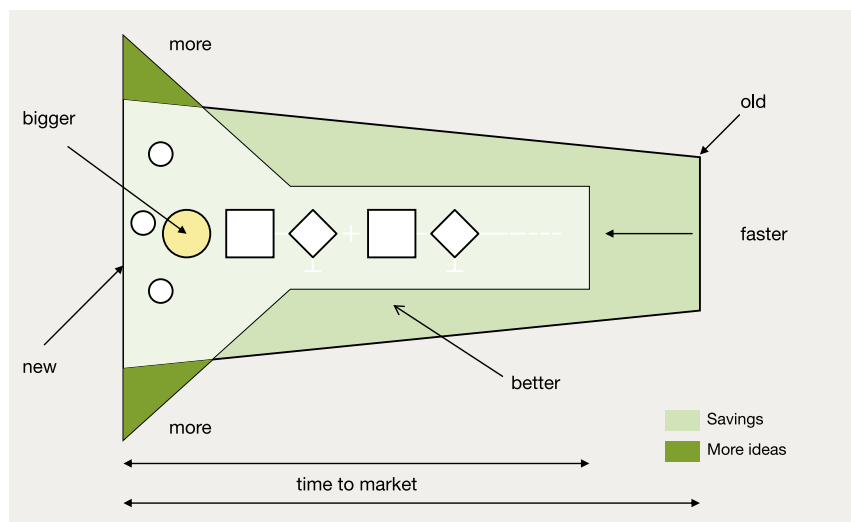 more
old
bigger
faster
new
better
more
Savings
More ideas
time to market